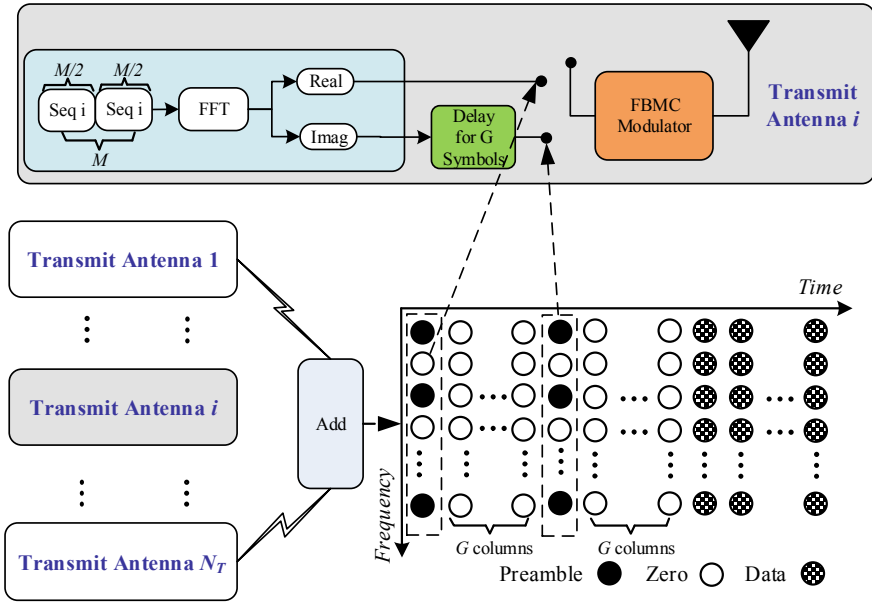 M/2 M/2
Seq i Seq i
M
FFT
Real
Imag
Delay
for G
Symbols
FBMC
Modulator
Transmit
Antenna i
Transmit Antenna 1
Transmit Antenna i
Transmit Antenna N_T
Add
Time
Frequency
G columns G columns
Preamble Zero Data